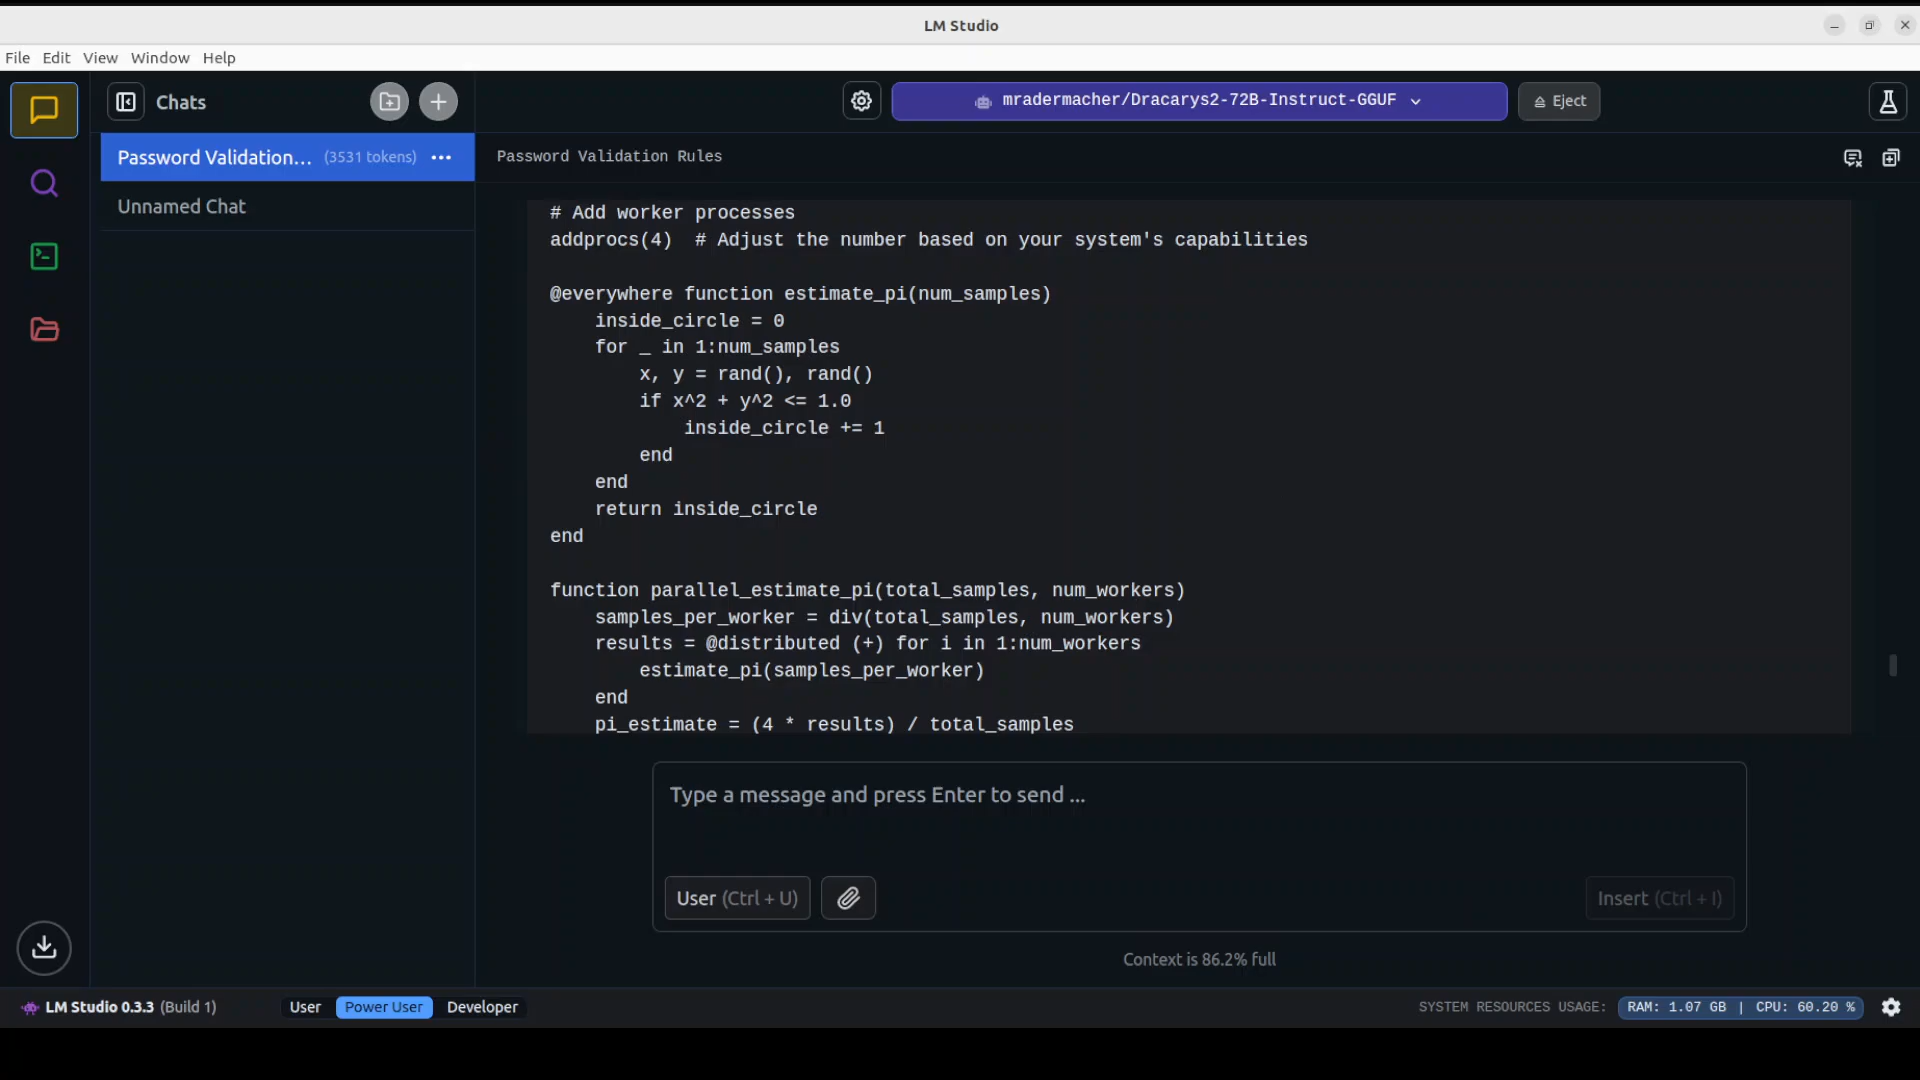 LM Studio
File Edit View Window Help
Chats
mradermacher/Dracarys2-72B-Instruct-GGUF
Eject
Password Validation... (3531 tokens)
Unnamed Chat
Password Validation Rules
# Add worker processes
addprocs(4)  # Adjust the number based on your system's capabilities
@everywhere function estimate_pi(num_samples)
    inside_circle = 0
    for _ in 1:num_samples
        x, y = rand(), rand()
        if x^2 + y^2 <= 1.0
            inside_circle += 1
        end
    end
    return inside_circle
end
function parallel_estimate_pi(total_samples, num_workers)
    samples_per_worker = div(total_samples, num_workers)
    results = @distributed (+) for i in 1:num_workers
        estimate_pi(samples_per_worker)
    end
    pi_estimate = (4 * results) / total_samples
Type a message and press Enter to send ...
User (Ctrl + U)
Insert (Ctrl + I)
Context is 86.2% full
LM Studio 0.3.3 (Build 1)
User Power User Developer
SYSTEM RESOURCES USAGE: RAM: 1.07 GB | CPU: 60.20 %